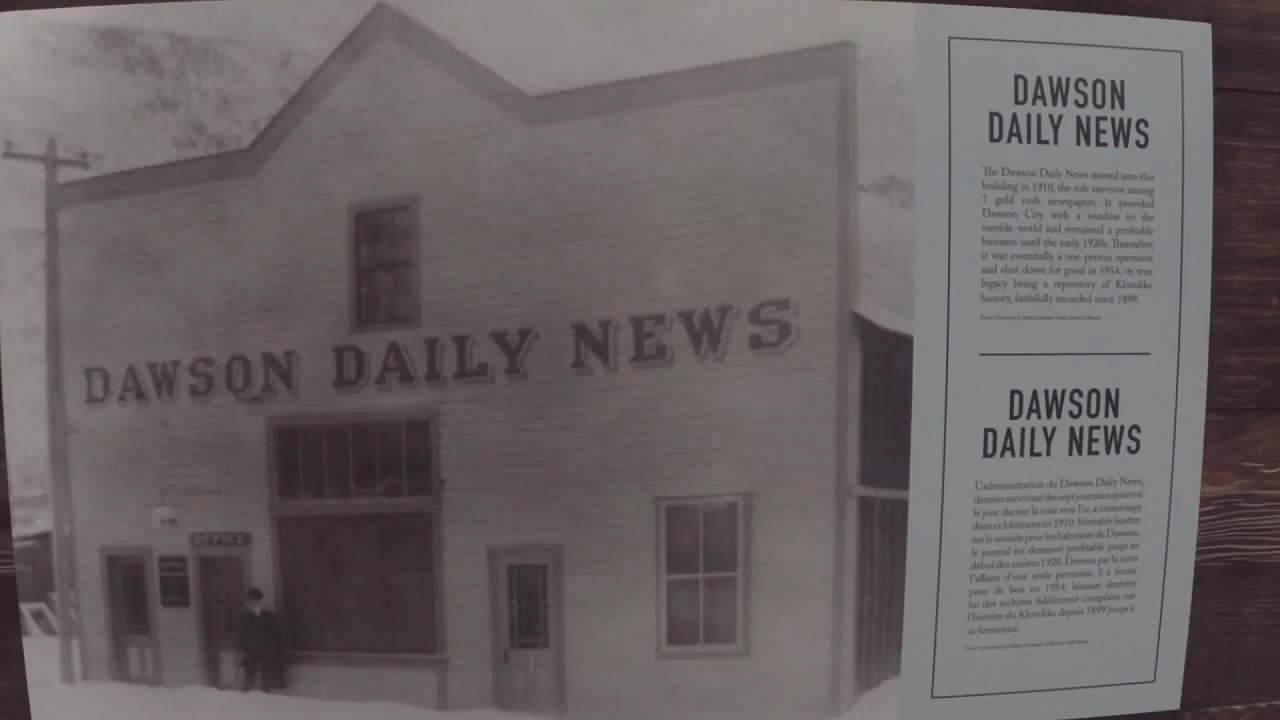 DAWSON DAILY NEWS
OFFICE
DAWSON
DAILY NEWS
The Dawson Daily News moved into this
building in 1910, the sole survivor among
7 gold rush newspapers. It provided
Dawson City with a window to the
outside world and remained a profitable
business until the early 1920s. Thereafter,
it was essentially a one-person operation
and shut down for good in 1954, its true
legacy being a repository of Klondike
history, faithfully recorded since 1899.
DAWSON
DAILY NEWS
L'administration du Dawson Daily News,
dernier survivant des sept journaux ayant vu
le jour durant la ruée vers l'or, a emménagé
dans ce bâtiment en 1910. Véritable fenêtre
sur le monde pour les habitants de Dawson,
le journal est demeuré profitable jusqu'au
début des années 1920. Devenu par la suite
l'affaire d'une seule personne, il a fermé
pour de bon en 1954, laissant derrière
lui des archives fidèlement compilées sur
l'histoire du Klondike depuis 1899 jusqu'à
sa fermeture.